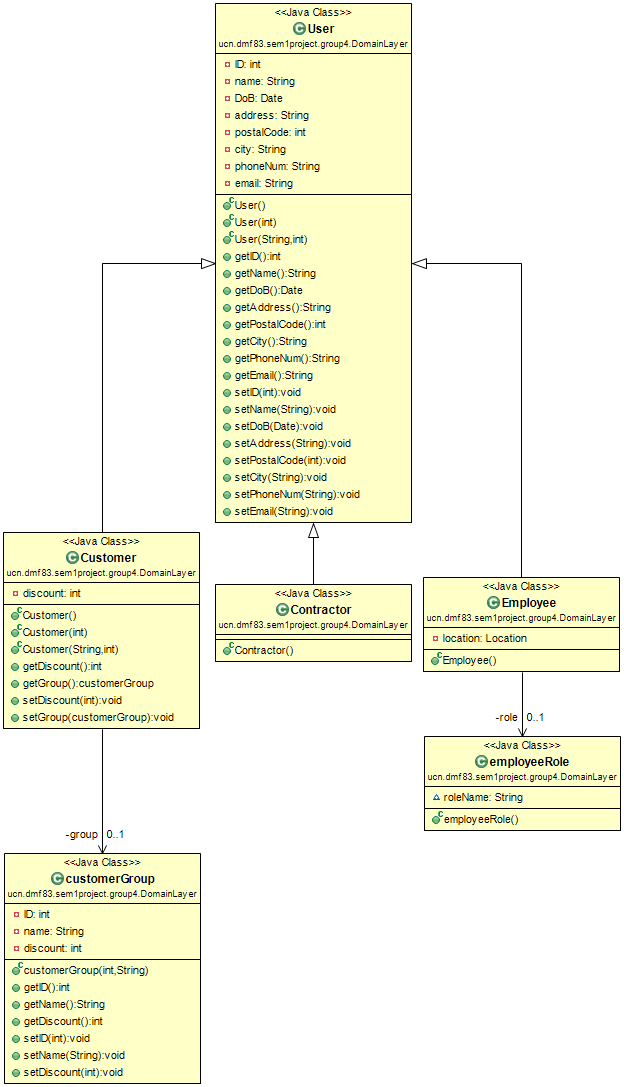 <<Java Class>>
User
ucn.dmf83.sem1project.group4.DomainLayer
ID: int
name: String
DoB: Date
address: String
postalCode: int
city: String
phoneNum: String
email: String
User()
User(int)
User(String,int)
getID():int
getName():String
getDoB():Date
getAddress():String
getPostalCode():int
getCity():String
getPhoneNum():String
getEmail():String
setID(int):void
setName(String):void
setDoB(Date):void
setAddress(String):void
setPostalCode(int):void
setCity(String):void
setPhoneNum(String):void
setEmail(String):void
<<Java Class>>
Customer
ucn.dmf83.sem1project.group4.DomainLayer
discount: int
Customer()
Customer(int)
Customer(String,int)
getDiscount():int
getGroup():customerGroup
setDiscount(int):void
setGroup(customerGroup):void
<<Java Class>>
Contractor
ucn.dmf83.sem1project.group4.DomainLayer
Contractor()
<<Java Class>>
Employee
ucn.dmf83.sem1project.group4.DomainLayer
location: Location
Employee()
-role 0..1
<<Java Class>>
employeeRole
ucn.dmf83.sem1project.group4.DomainLayer
roleName: String
employeeRole()
-group 0..1
<<Java Class>>
customerGroup
ucn.dmf83.sem1project.group4.DomainLayer
ID: int
name: String
discount: int
customerGroup(int,String)
getID():int
getName():String
getDiscount():int
setID(int):void
setName(String):void
setDiscount(int):void